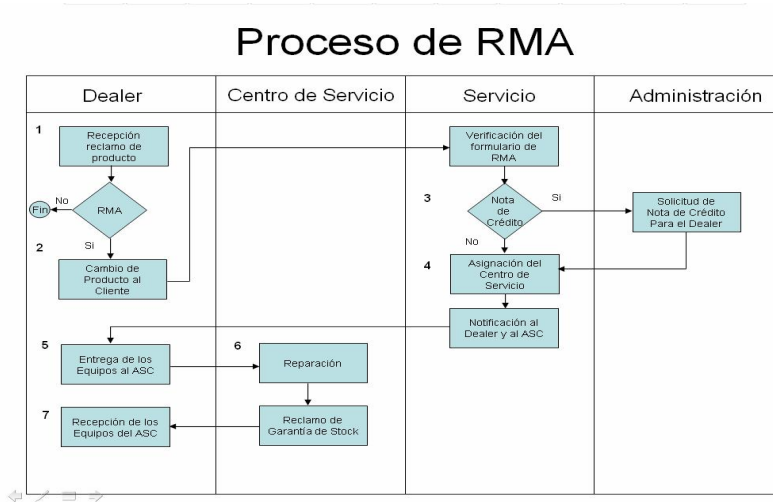 Proceso de RMA
Dealer
Centro de Servicio
Servicio
Administración
1
Recepción
reclamo de
producto
Verificación del
formulario de
RMA
Fin
No
RMA
Si
3
Nota
de
Crédito
Si
No
Solicitud de
Nota de Crédito
Para el Dealer
2
Cambio de
Producto al
Cliente
4
Asignación del
Centro de
Servicio
Notificación al
Dealer y al ASC
5
Entrega de los
Equipos al ASC
6
Reparación
7
Recepción de los
Equipos del ASC
Reclamo de
Garantía de Stock